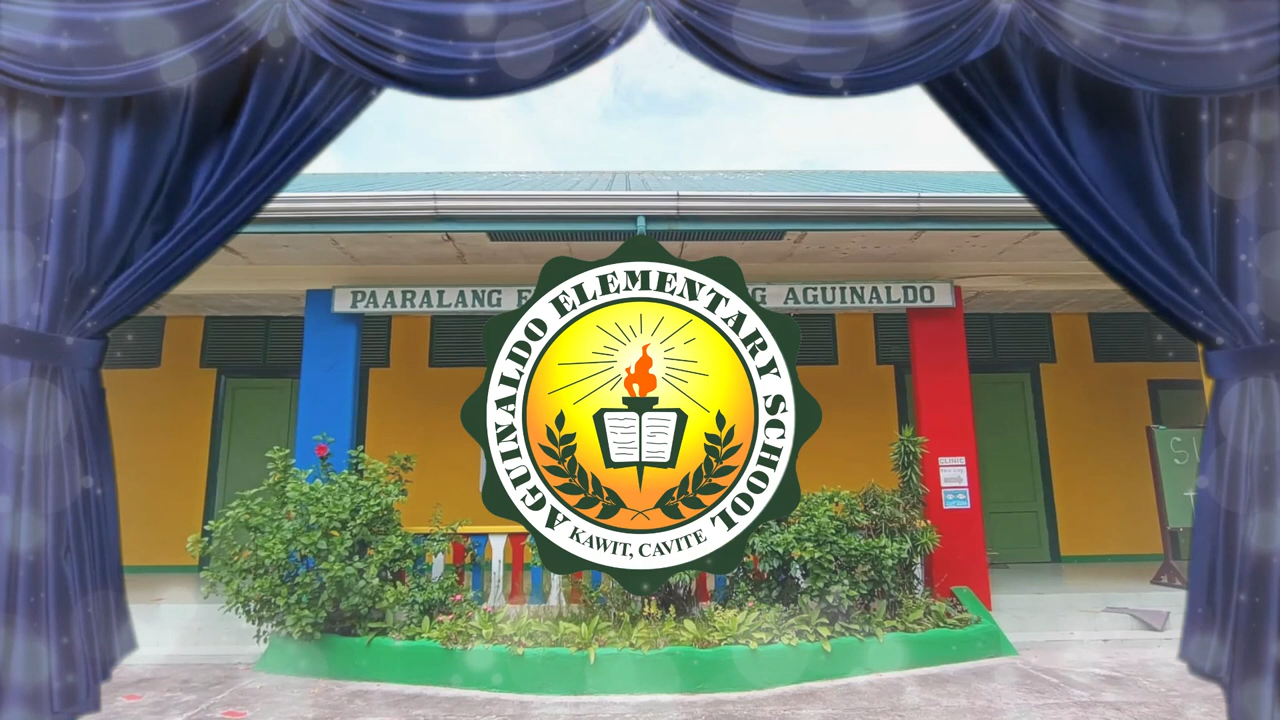 PAARALANG E
G AGUINALDO
AGUINALDO ELEMENTARY SCHOOL
KAWIT, CAVITE
CLINIC